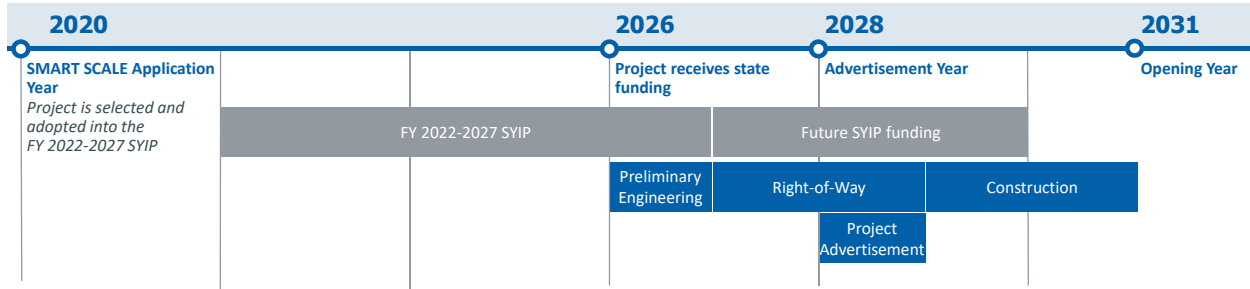 2020
2026
2028
2031
SMART SCALE Application
Year
Project is selected and
adopted into the
FY 2022-2027 SYIP
Project receives state
funding
Advertisement Year
Opening Year
FY 2022-2027 SYIP
Future SYIP funding
Preliminary
Engineering
Right-of-Way
Construction
Project
Advertisement